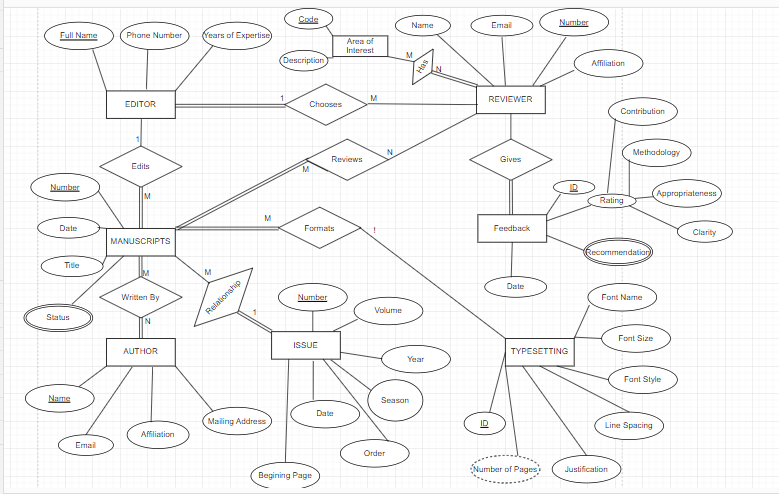 Code
Full Name
Phone Number
Years of Expertise
Name
Email
Number
Area of
Interest
M
Description
Has
N
Affiliation
EDITOR
1
Chooses
M
REVIEWER
Contribution
1
Reviews
N
Gives
Methodology
Edits
M
Number
M
ID
Rating
Appropriateness
Date
M
Formats
!
Feedback
Clarity
MANUSCRIPTS
Title
M
M
Recommendation
Relationship
Date
Written By
Number
Font Name
Status
N
1
Volume
Font Size
AUTHOR
ISSUE
Year
TYPESETTING
Font Style
Name
Season
Mailing Address
Date
ID
Line Spacing
Email
Affiliation
Order
Begining Page
Number of Pages
Justification